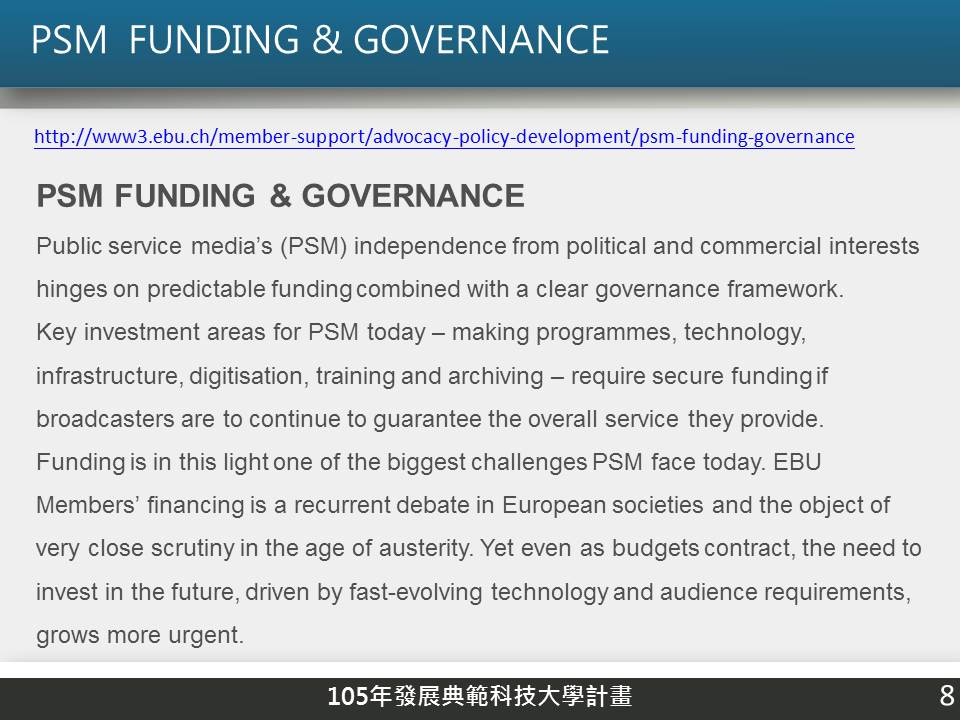 PSM FUNDING & GOVERNANCE
http://www3.ebu.ch/member-support/advocacy-policy-development/psm-funding-governance
PSM FUNDING & GOVERNANCE
Public service media’s (PSM) independence from political and commercial interests
hinges on predictable funding combined with a clear governance framework.
Key investment areas for PSM today – making programmes, technology,
infrastructure, digitisation, training and archiving – require secure funding if
broadcasters are to continue to guarantee the overall service they provide.
Funding is in this light one of the biggest challenges PSM face today. EBU
Members’ financing is a recurrent debate in European societies and the object of
very close scrutiny in the age of austerity. Yet even as budgets contract, the need to
invest in the future, driven by fast-evolving technology and audience requirements,
grows more urgent.
105年發展典範科技大學計畫
8